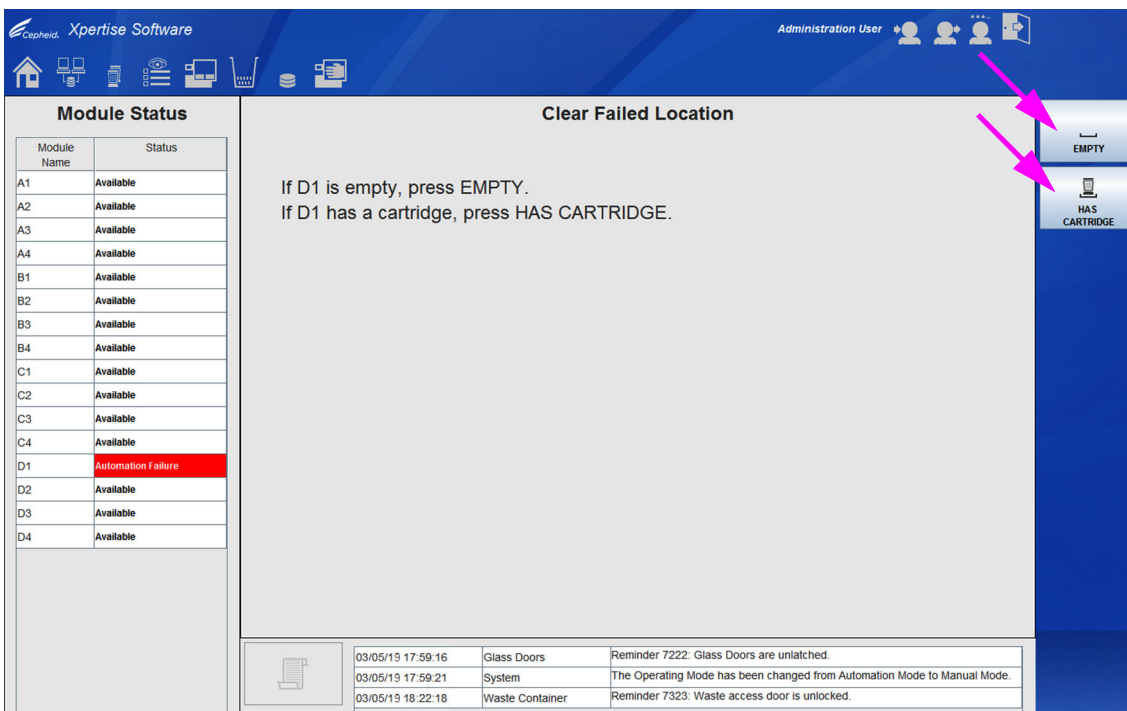 Cepheid. Xpertise Software
Administration User
Module Status
Module Name Status
A1 Available
A2 Available
A3 Available
A4 Available
B1 Available
B2 Available
B3 Available
B4 Available
C1 Available
C2 Available
C3 Available
C4 Available
D1 Automation Failure
D2 Available
D3 Available
D4 Available
Clear Failed Location
If D1 is empty, press EMPTY.
If D1 has a cartridge, press HAS CARTRIDGE.
EMPTY
HAS
CARTRIDGE
03/05/19 17:59:16 Glass Doors Reminder 7222: Glass Doors are unlatched.
03/05/19 17:59:21 System The Operating Mode has been changed from Automation Mode to Manual Mode.
03/05/19 18:22:18 Waste Container Reminder 7323: Waste access door is unlocked.